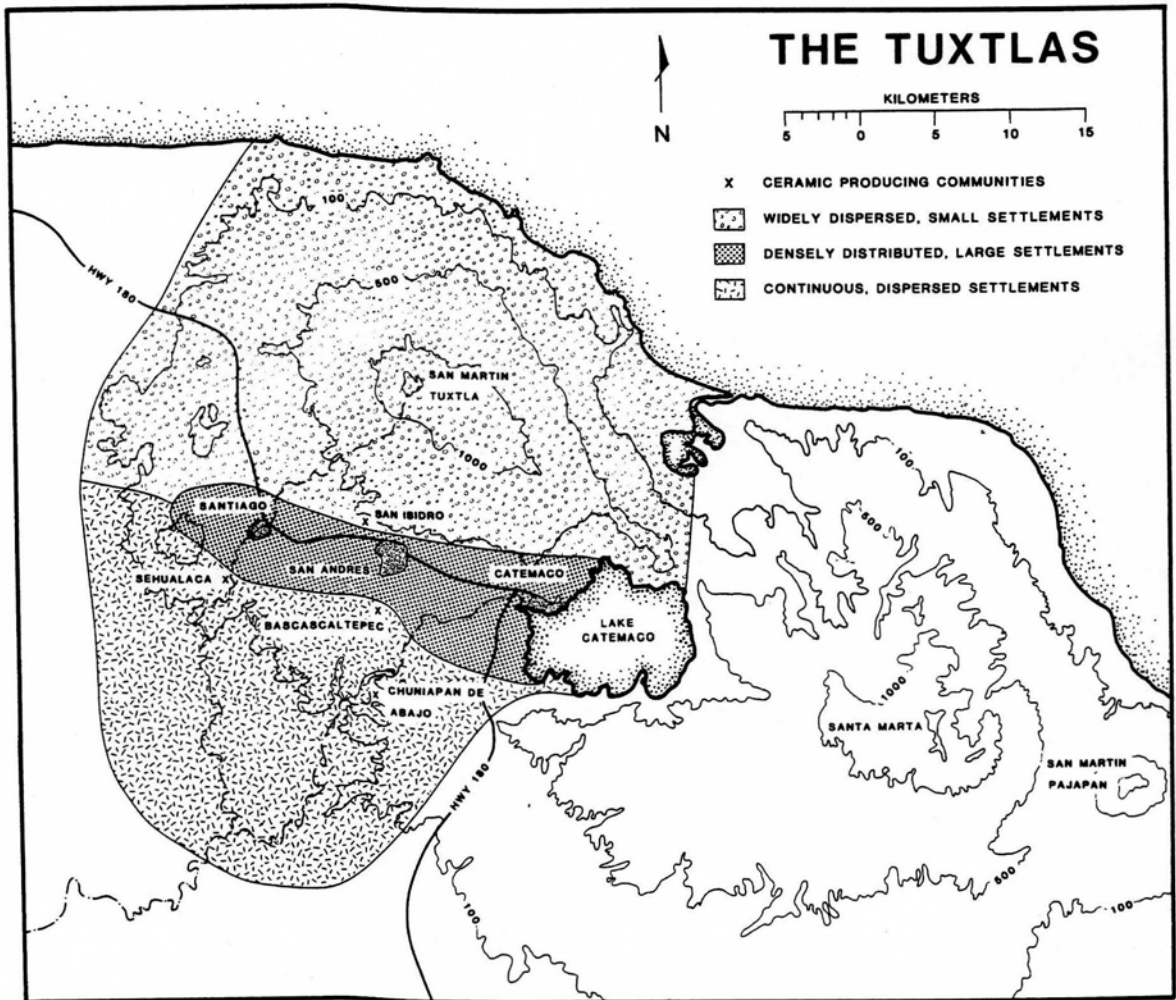 THE TUXTLAS
KILOMETERS
5 0 5 10 15
N
x CERAMIC PRODUCING COMMUNITIES
WIDELY DISPERSED, SMALL SETTLEMENTS
DENSELY DISTRIBUTED, LARGE SETTLEMENTS
CONTINUOUS, DISPERSED SETTLEMENTS
100
HWY 180
500
SAN MARTIN
TUXTLA
1000
100
500
SANTIAGO
x SAN ISIDRO
SAN ANDRES
CATEMACO
SEHUALACA x
x
BASCASCALTEPEC
LAKE
CATEMACO
x CHUNIAPAN DE
ABAJO
1000
SANTA MARTA
SAN MARTIN
PAJAPAN
HWY 180
500
100
100